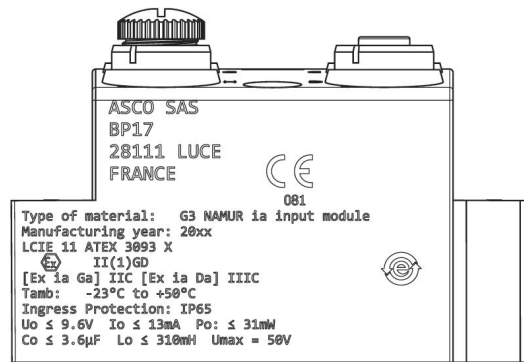 ASCO SAS
BP17
28111 LUCE
FRANCE
CE
081
Type of material: G3 NAMUR ia input module
Manufacturing year: 20xx
LCIE 11 ATEX 3093 X
Ex II(1)GD
[Ex ia Ga] IIC [Ex ia Da] IIIC
Tamb: -23°C to +50°C
Ingress Protection: IP65
Uo ≤ 9.6V Io ≤ 13mA Po: ≤ 31mW
Co ≤ 3.6µF Lo ≤ 310mH Umax = 50V